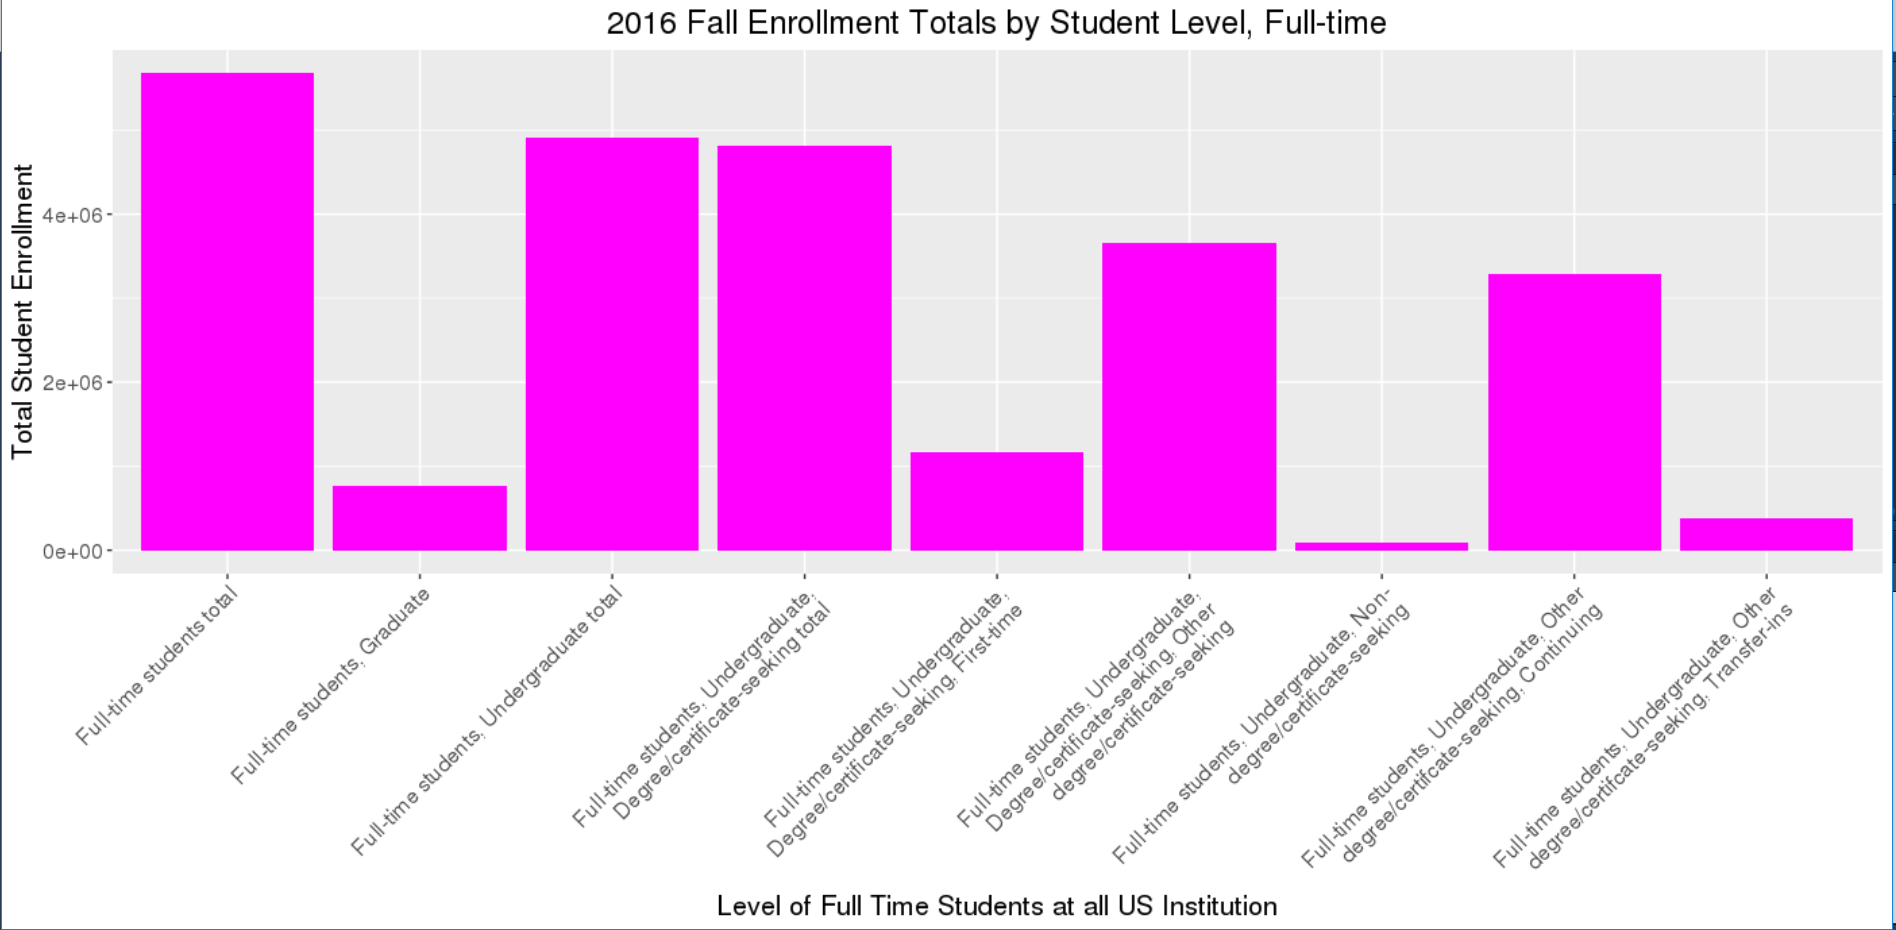 2016 Fall Enrollment Totals by Student Level, Full-time
Total Student Enrollment
4e+06
2e+06
0e+00
Full-time students total
Full-time students, Graduate
Full-time students, Undergraduate total
Full-time students, Undergraduate,
Degree/certificate-seeking total
Full-time students, Undergraduate,
Degree/certificate-seeking, First-time
Full-time students, Undergraduate,
Degree/certificate-seeking, Other
degree/certificate-seeking
Full-time students, Undergraduate, Non-
degree/certificate-seeking
Full-time students, Undergraduate, Other
degree/certifcate-seeking, Continuing
Full-time students, Undergraduate, Other
degree/certifcate-seeking, Transfer-ins
Level of Full Time Students at all US Institution